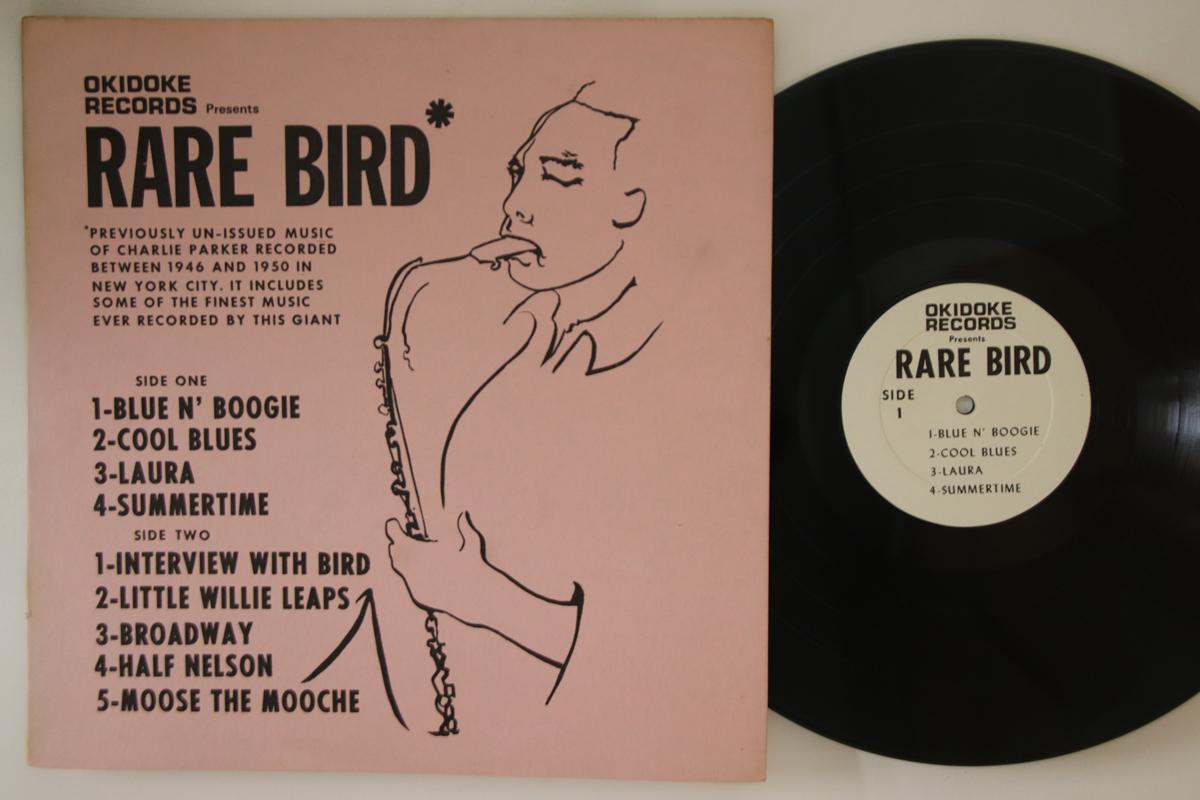 OKIDOKE
RECORDS Presents
RARE BIRD*
*PREVIOUSLY UN-ISSUED MUSIC
OF CHARLIE PARKER RECORDED
BETWEEN 1946 AND 1950 IN
NEW YORK CITY. IT INCLUDES
SOME OF THE FINEST MUSIC
EVER RECORDED BY THIS GIANT
SIDE ONE
1-BLUE N' BOOGIE
2-COOL BLUES
3-LAURA
4-SUMMERTIME
SIDE TWO
1-INTERVIEW WITH BIRD
2-LITTLE WILLIE LEAPS
3-BROADWAY
4-HALF NELSON
5-MOOSE THE MOOCHE
OKIDOKE
RECORDS
Presents
RARE BIRD
SIDE
1
1-BLUE N' BOOGIE
2-COOL BLUES
3-LAURA
4-SUMMERTIME